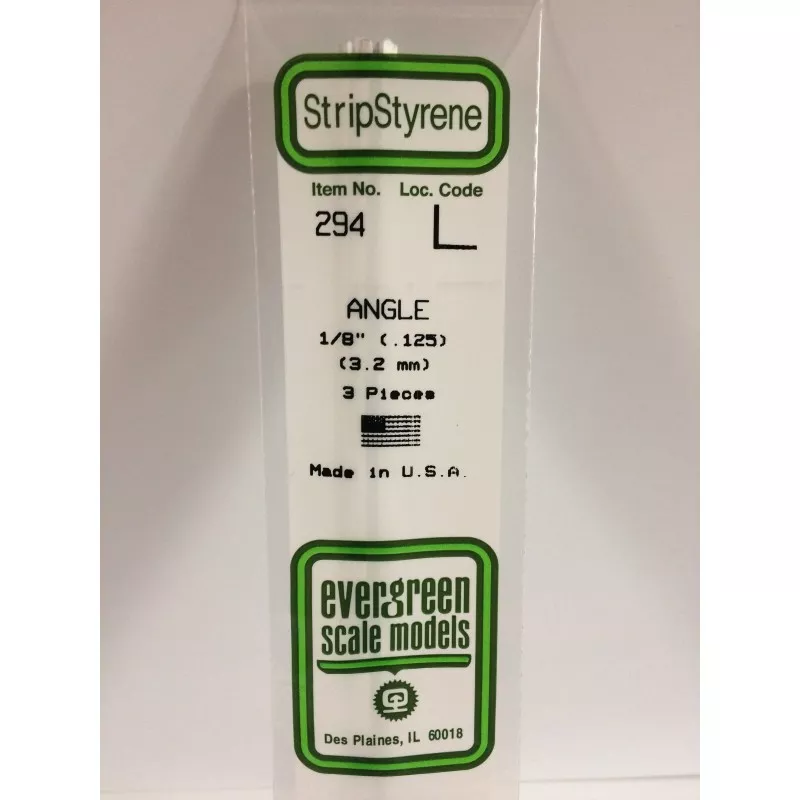 StripStyrene
Item No. Loc. Code
294 L
ANGLE
1/8" (.125)
(3.2 mm)
3 Pieces
Made in U.S.A.
evergreen
scale models
Des Plaines, IL 60018